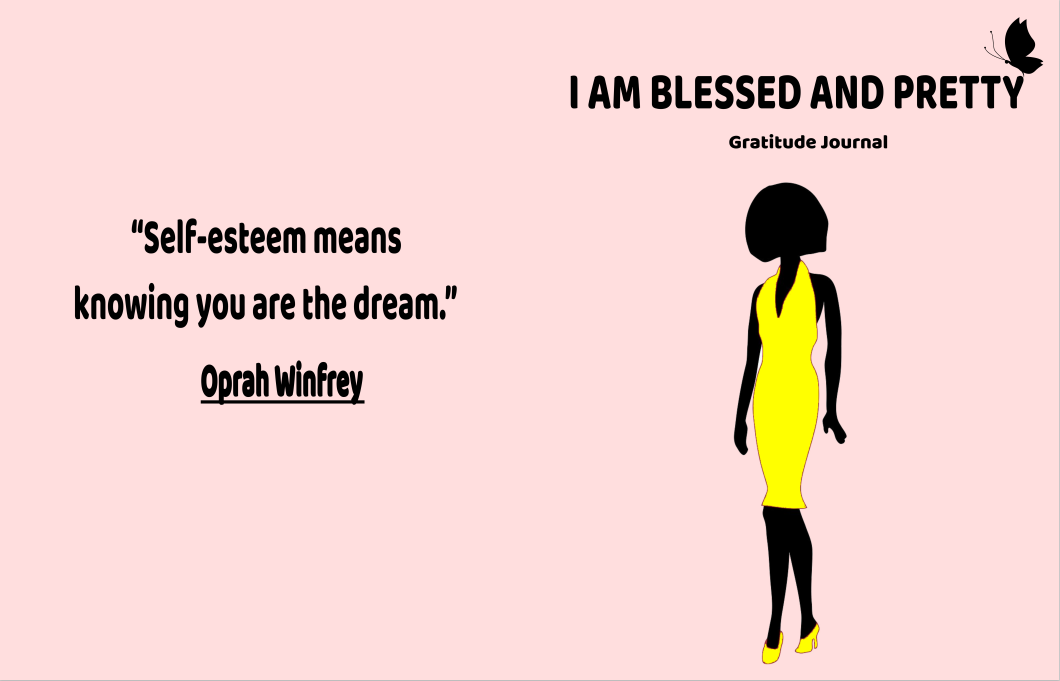 I AM BLESSED AND PRETTY
Gratitude Journal
“Self-esteem means
knowing you are the dream.”
Oprah Winfrey